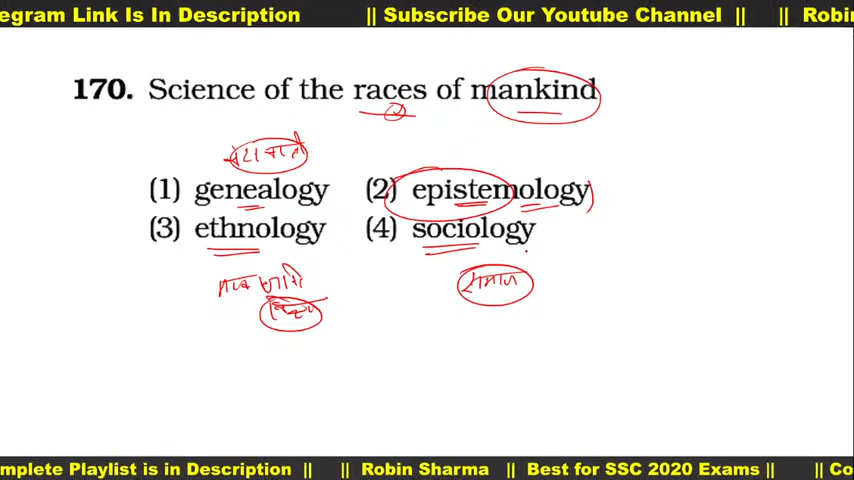 egram Link Is In Description || Subscribe Our Youtube Channel || || Robin
170. Science of the races of mankind
वंशावली
(1) genealogy (2) epistemology
(3) ethnology (4) sociology
समाज
mplete Playlist is in Description || || Robin Sharma || Best for SSC 2020 Exams || || Co